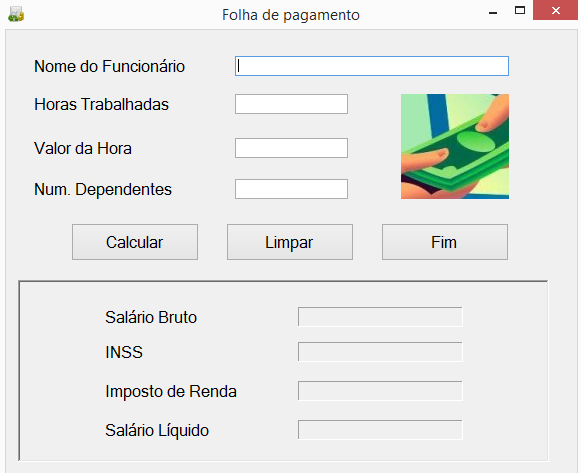 Folha de pagamento
Nome do Funcionário
Horas Trabalhadas
Valor da Hora
Num. Dependentes
Calcular Limpar Fim
Salário Bruto
INSS
Imposto de Renda
Salário Líquido